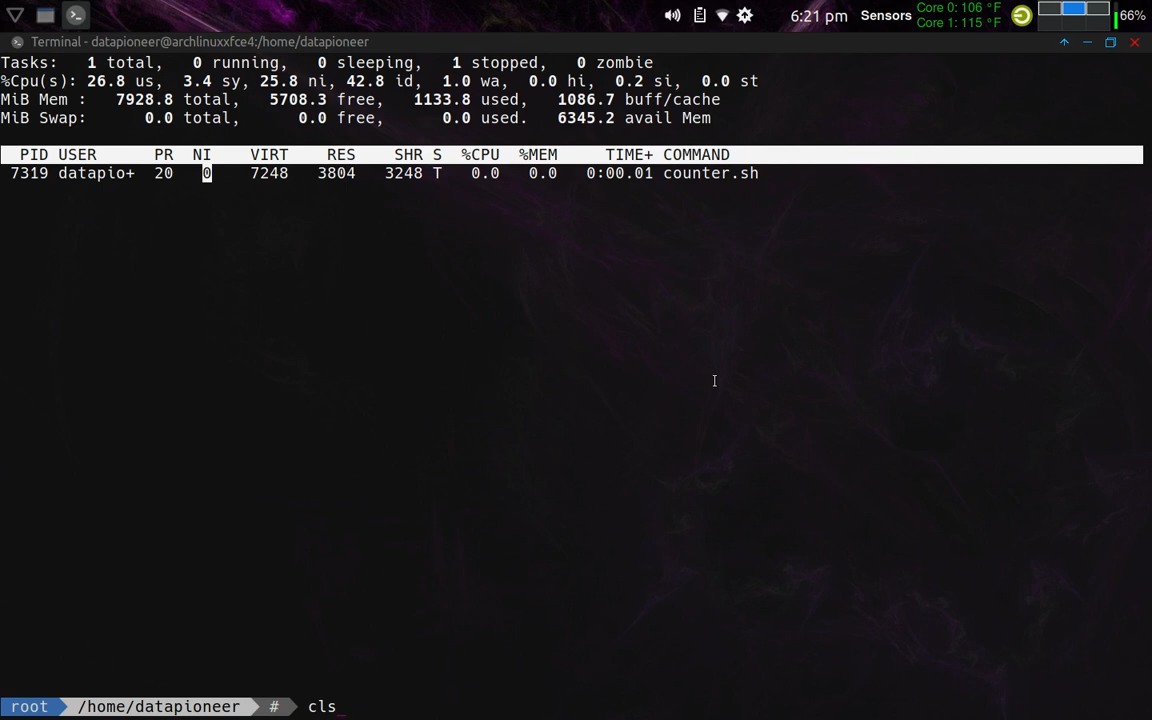 6:21 pm Sensors Core 0: 106 °F Core 1: 115 °F 66%
Terminal - datapioneer@archlinuxxfce4:/home/datapioneer
Tasks: 1 total, 0 running, 0 sleeping, 1 stopped, 0 zombie
%Cpu(s): 26.8 us, 3.4 sy, 25.8 ni, 42.8 id, 1.0 wa, 0.0 hi, 0.2 si, 0.0 st
MiB Mem : 7928.8 total, 5708.3 free, 1133.8 used, 1086.7 buff/cache
MiB Swap: 0.0 total, 0.0 free, 0.0 used. 6345.2 avail Mem
PID USER PR NI VIRT RES SHR S %CPU %MEM TIME+ COMMAND
7319 datapio+ 20 0 7248 3804 3248 T 0.0 0.0 0:00.01 counter.sh
root /home/datapioneer # cls